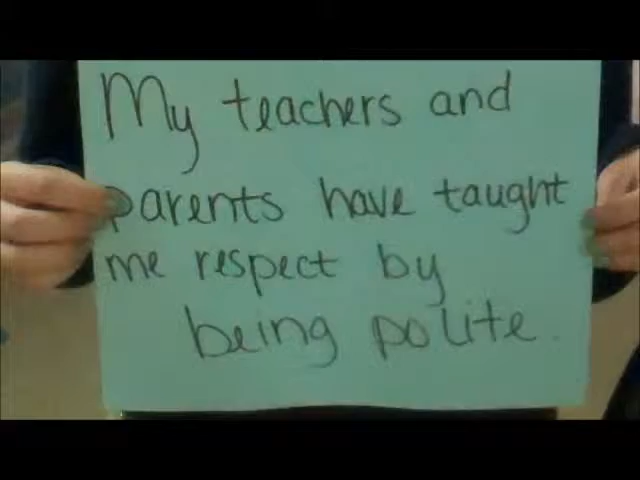 My teachers and
parents have taught
me respect by
being polite.